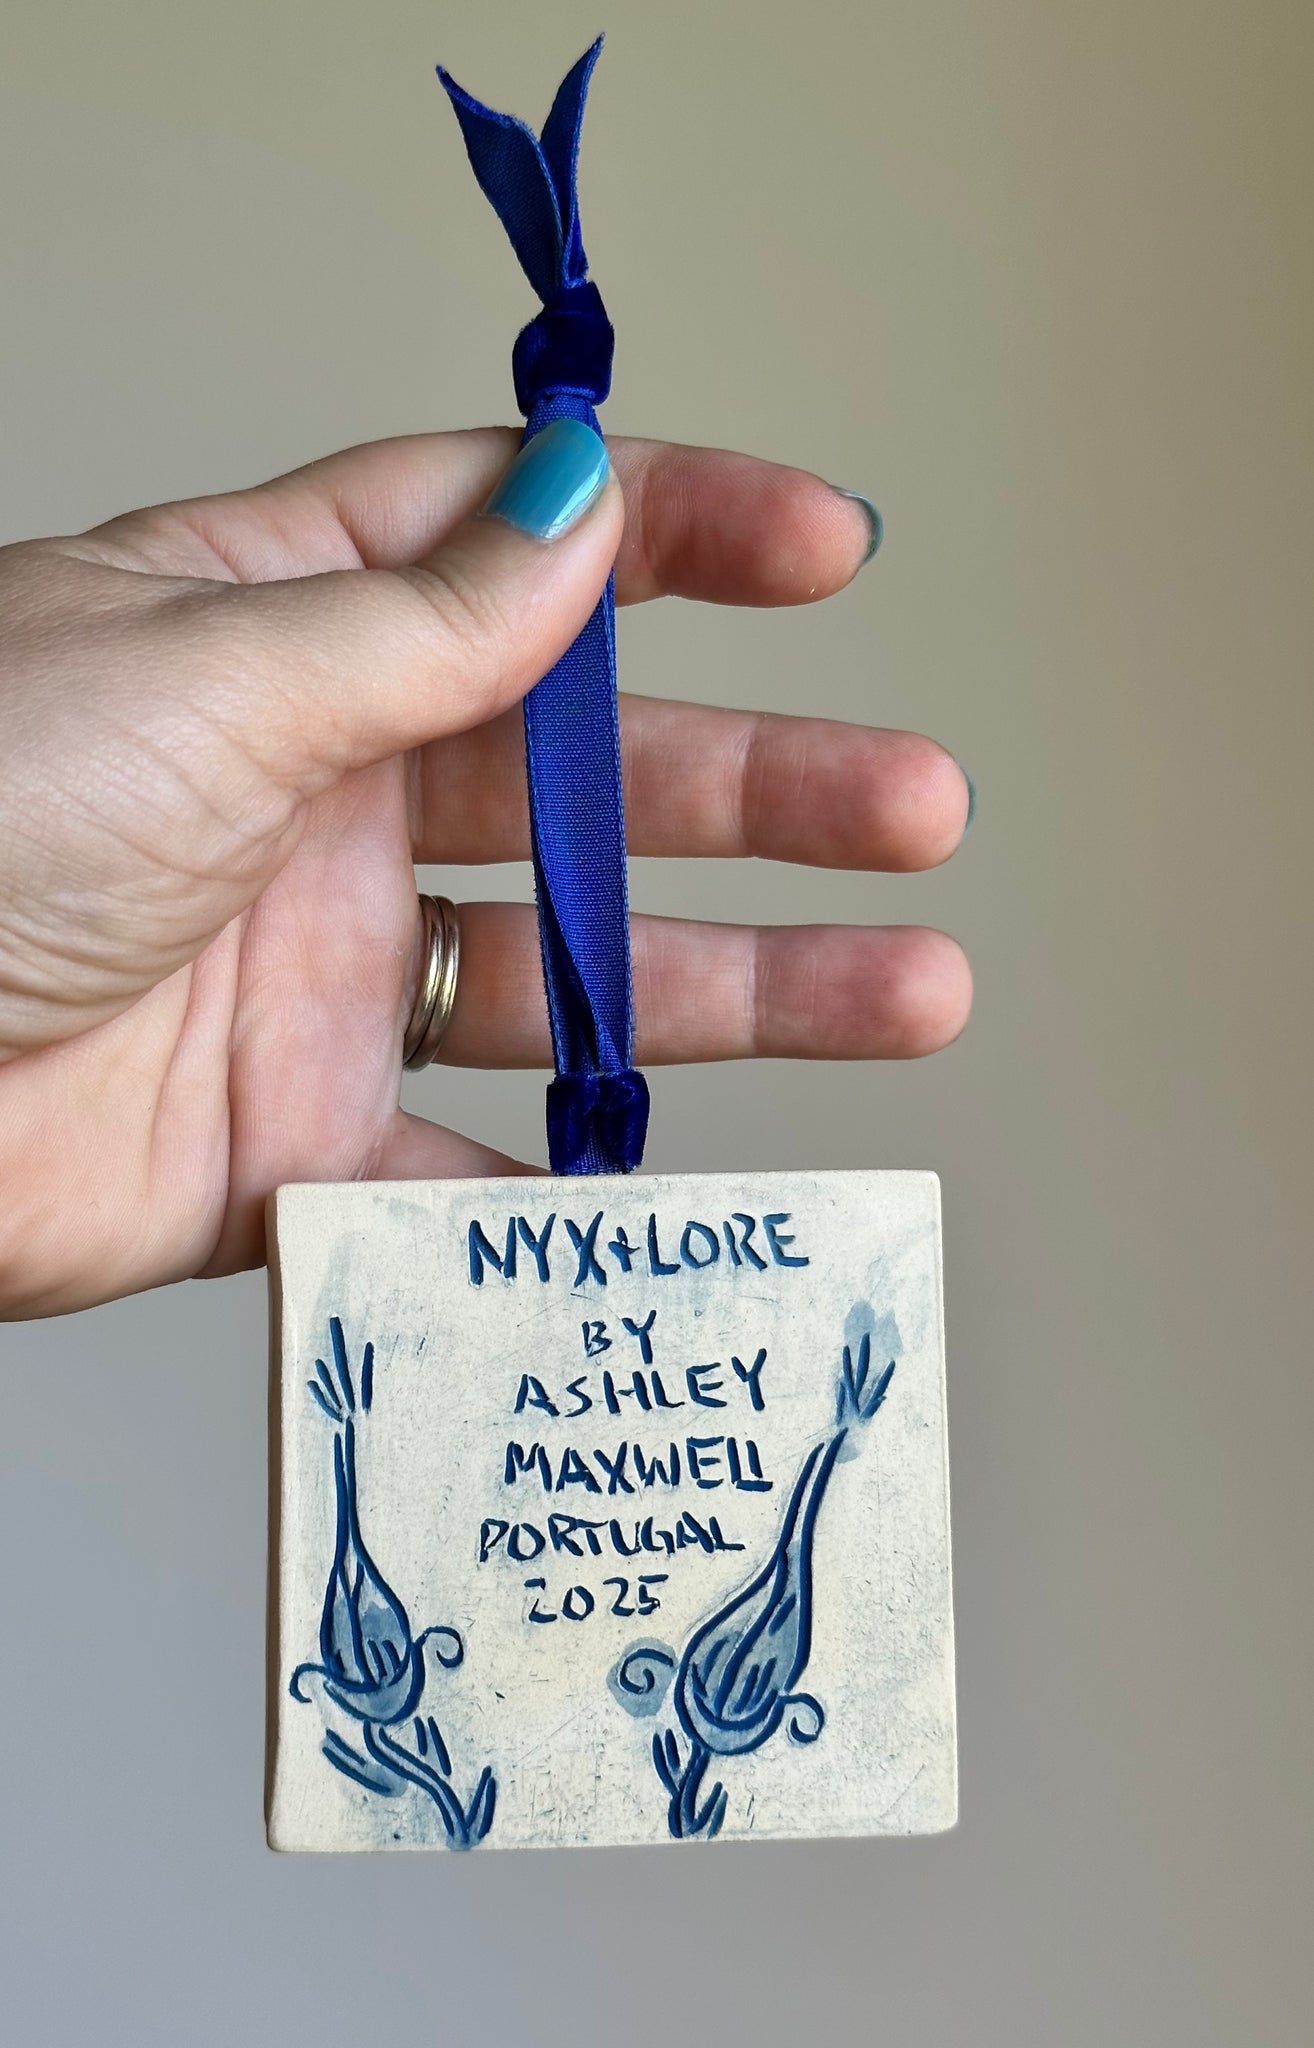 NYX+LORE
BY
ASHLEY
MAXWELL
PORTUGAL
2025